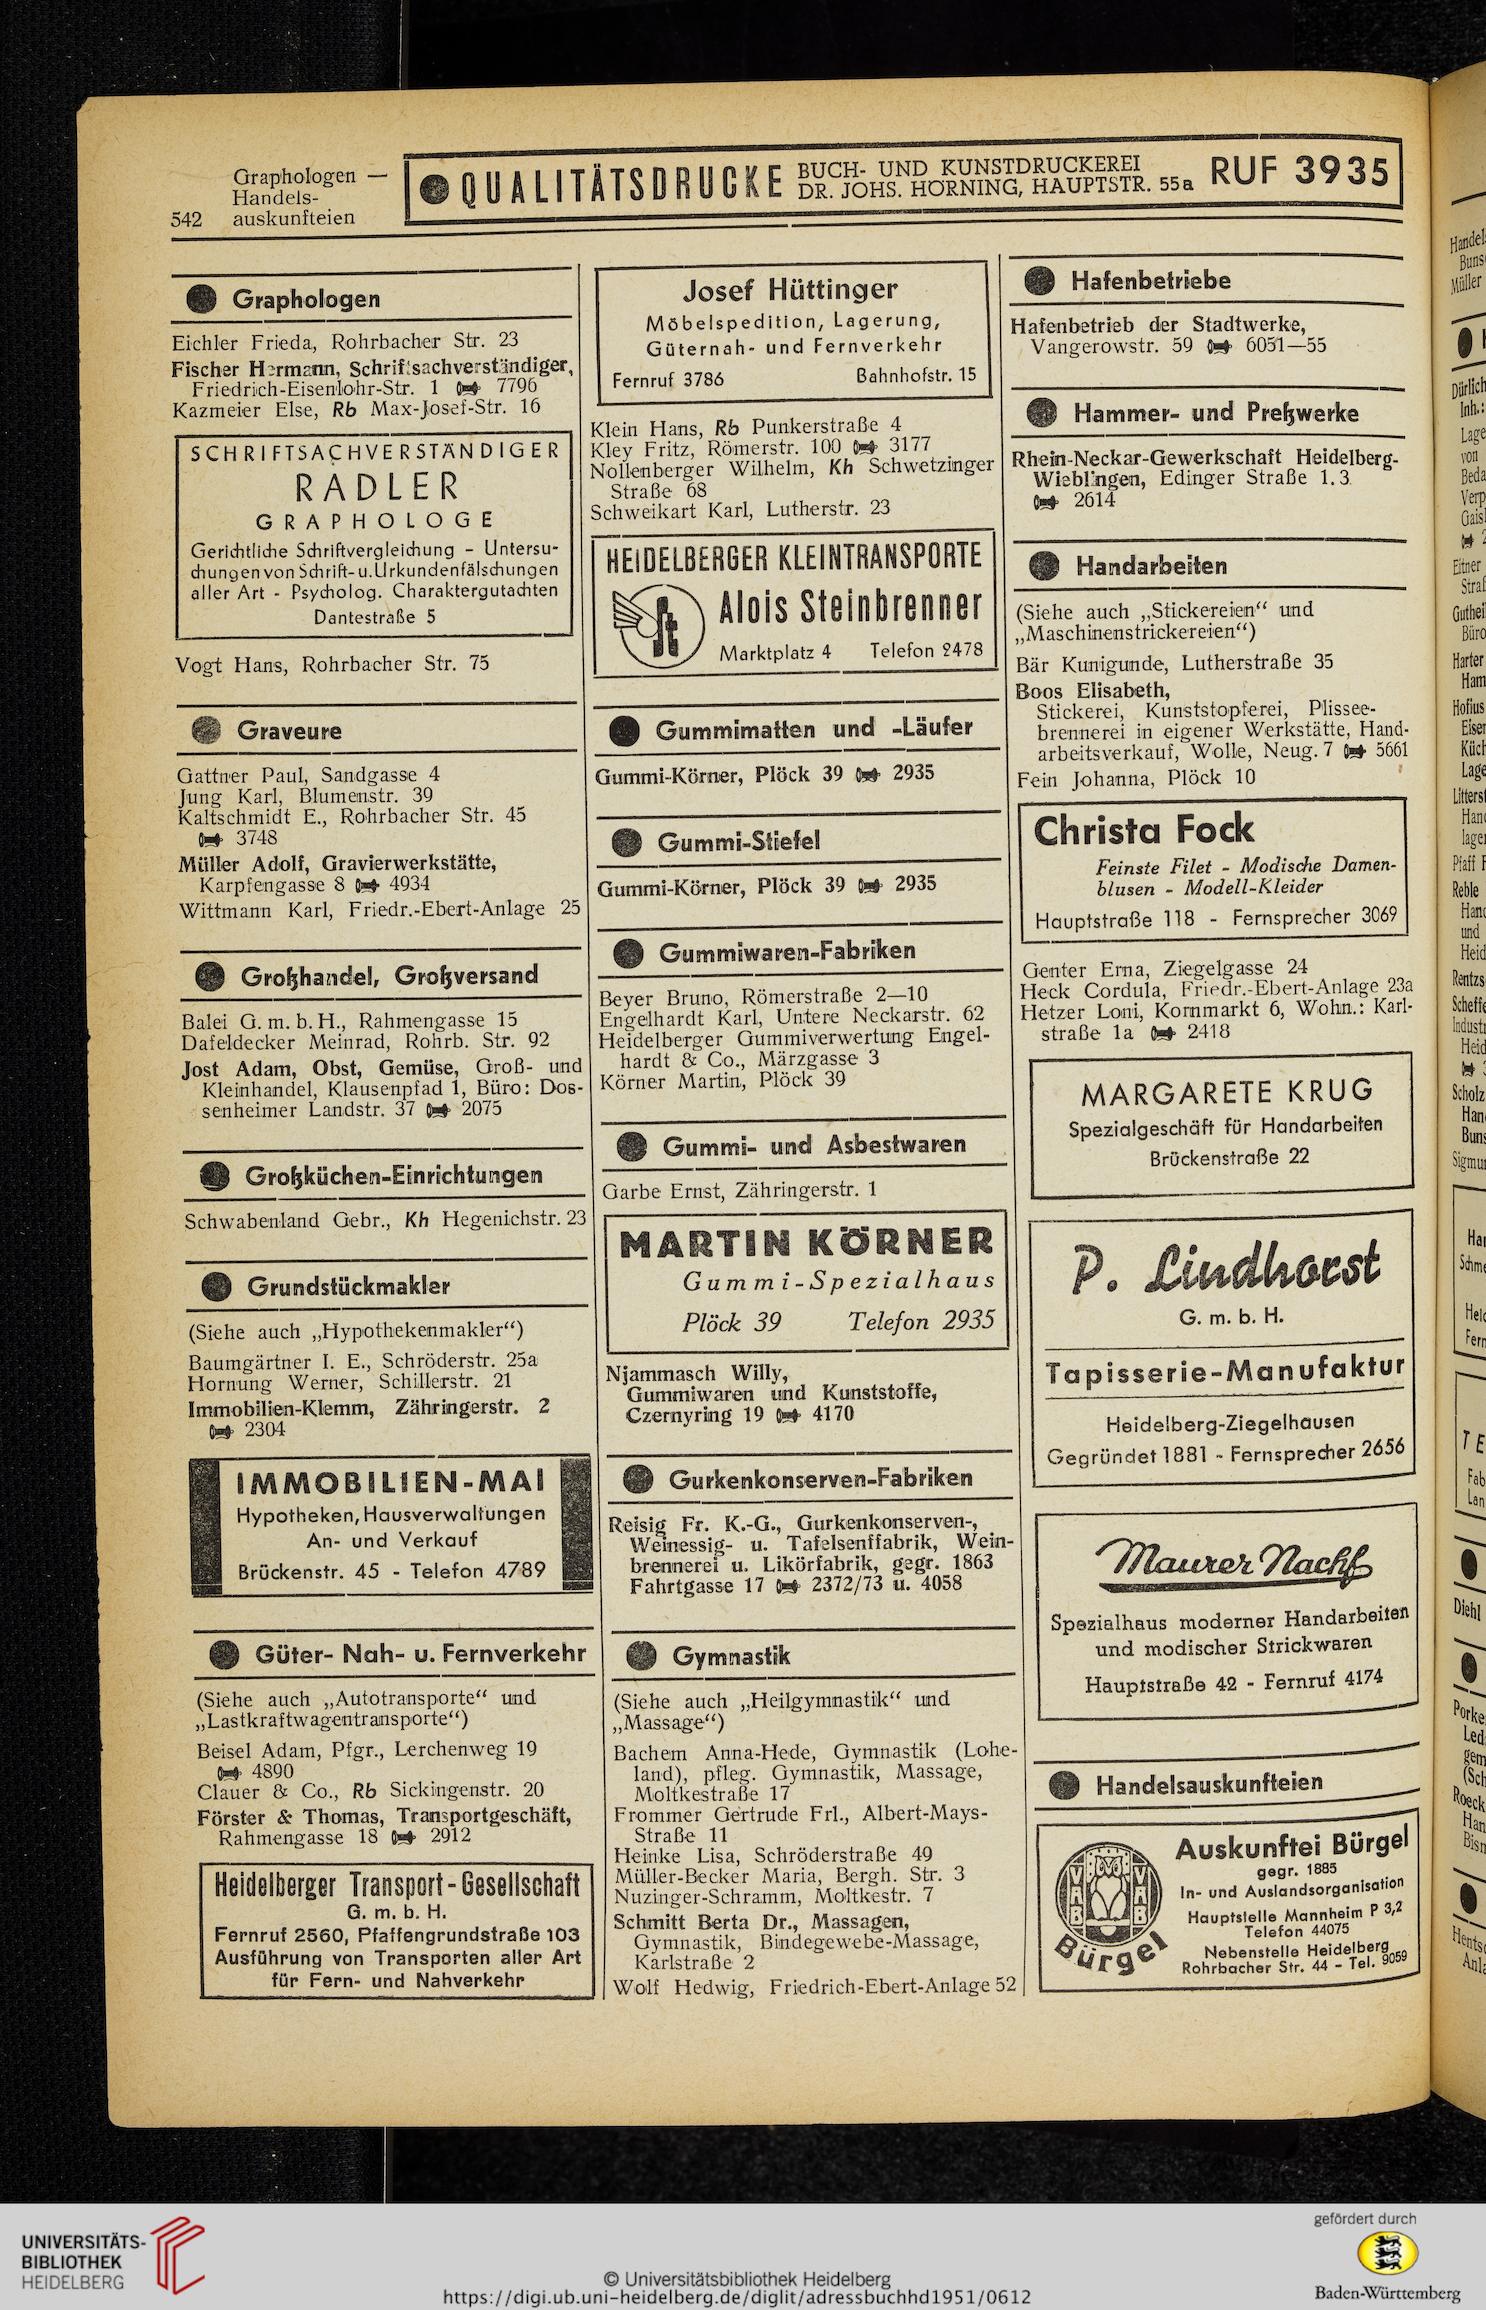 Graphologen —
Handels-
542 auskunfteien
QUALITÄTSDRUCKE BUCH- UND KUNSTDRUCKEREI
DR. JOHS. HÖRNING, HAUPTSTR. 55a RUF 3935
Graphologen
Eichler Frieda, Rohrbacher Str. 23
Fischer Hermann, Schriftsachverständiger,
Friedrich-Eisenlohr-Str. 1 7796
Kazmeier Else, Rb Max-Josef-Str. 16
SCHRIFTSACHVERSTÄNDIGER
RADLER
GRAPHOLOGE
Gerichtliche Schriftvergleichung - Untersu-
chungen von Schrift- u. Urkundenfälschungen
aller Art - Psycholog. Charaktergutachten
Dantestraße 5
Vogt Hans, Rohrbacher Str. 75
Graveure
Gattner Paul, Sandgasse 4
Jung Karl, Blumenstr. 39
Kaltschmidt E., Rohrbacher Str. 45
3748
Müller Adolf, Gravierwerkstätte,
Karpfengasse 8 4934
Wittmann Karl, Friedr.-Ebert-Anlage 25
Großhandel, Großversand
Balei G. m. b. H., Rahmengasse 15
Dafeldecker Meinrad, Rohrb. Str. 92
Jost Adam, Obst, Gemüse, Groß- und
Kleinhandel, Klausenpfad 1, Büro: Dos-
senheimer Landstr. 37 2075
Großküchen-Einrichtungen
Schwabenland Gebr., Kh Hegenichstr. 23
Grundstückmakler
(Siehe auch „Hypothekenmakler“)
Baumgärtner I. E., Schröderstr. 25a
Hornung Werner, Schillerstr. 21
Immobilien-Klemm, Zähringerstr. 2
2304
IMMOBILIEN-MAI
Hypotheken, Hausverwaltungen
An- und Verkauf
Brückenstr. 45 - Telefon 4789
Güter- Nah- u. Fernverkehr
(Siehe auch „Autotransporte“ und
„Lastkraftwagentransporte“)
Beisel Adam, Pfgr., Lerchenweg 19
4890
Clauer & Co., Rb Sickingenstr. 20
Förster & Thomas, Transportgeschäft,
Rahmengasse 18 2912
Heidelberger Transport-Gesellschaft
G. m. b. H.
Fernruf 2560, Pfaffengrundstraße 103
Ausführung von Transporten aller Art
für Fern- und Nahverkehr
Josef Hüttinger
Möbelspedition, Lagerung,
Güternah- und Fernverkehr
Fernruf 3786 Bahnhofstr. 15
Klein Hans, Rb Punkerstraße 4
Kley Fritz, Römerstr. 100 3177
Nollenberger Wilhelm, Kh Schwetzinger
Straße 68
Schweikart Karl, Lutherstr. 23
HEIDELBERGER KLEINTRANSPORTE
Alois Steinbrenner
Marktplatz 4 Telefon 2478
Gummimatten und -Läufer
Gummi-Körner, Plöck 39 2935
Gummi-Stiefel
Gummi-Körner, Plöck 39 2935
Gummiwaren-Fabriken
Beyer Bruno, Römerstraße 2—10
Engelhardt Karl, Untere Neckarstr. 62
Heidelberger Gummiverwertung Engel-
hardt & Co., Märzgasse 3
Körner Martin, Plöck 39
Gummi- und Asbestwaren
Garbe Ernst, Zähringerstr. 1
MARTIN KÖRNER
Gummi-Spezialhaus
Plöck 39 Telefon 2935
Njammasch Willy,
Gummiwaren und Kunststoffe,
Czernyring 19 4170
Gurkenkonserven-Fabriken
Reisig Fr. K.-G., Gurkenkonserven-,
Weinessig- u. Tafelsenffabrik, Wein-
brennerei u. Likörfabrik, gegr. 1863
Fahrtgasse 17 2372/73 u. 4058
Gymnastik
(Siehe auch „Heilgymnastik“ und
„Massage“)
Bachem Anna-Hede, Gymnastik (Lohe-
land), pfleg. Gymnastik, Massage,
Moltkestraße 17
Frommer Gertrude Frl., Albert-Mays-
Straße 11
Heinke Lisa, Schröderstraße 49
Müller-Becker Maria, Bergh. Str. 3
Nuzinger-Schramm, Moltkestr. 7
Schmitt Berta Dr., Massagen,
Gymnastik, Bindegewebe-Massage,
Karlstraße 2
Wolf Hedwig, Friedrich-Ebert-Anlage 52
Hafenbetriebe
Hafenbetrieb der Stadtwerke,
Vangerowstr. 59 6051—55
Hammer- und Preßwerke
Rhein-Neckar-Gewerkschaft Heidelberg-
Wieblingen, Edinger Straße 1.3
2614
Handarbeiten
(Siehe auch „Stickereien“ und
„Maschinenstrickereien“)
Bär Kunigunde, Lutherstraße 35
Boos Elisabeth,
Stickerei, Kunststopferei, Plissee-
brennerei in eigener Werkstätte, Hand-
arbeitsverkauf, Wolle, Neug. 7 5661
Fein Johanna, Plöck 10
Christa Fock
Feinste Filet - Modische Damen-
blusen - Modell-Kleider
Hauptstraße 118 - Fernsprecher 3069
Genter Erna, Ziegelgasse 24
Heck Cordula, Friedr.-Ebert-Anlage 23a
Hetzer Loni, Kornmarkt 6, Wohn.: Karl-
straße 1a 2418
MARGARETE KRUG
Spezialgeschäft für Handarbeiten
Brückenstraße 22
P. Lindhorst
G. m. b. H.
Tapisserie-Manufaktur
Heidelberg-Ziegelhausen
Gegründet 1881 - Fernsprecher 2656
Maurer Nachf.
Spezialhaus moderner Handarbeiten
und modischer Strickwaren
Hauptstraße 42 - Fernruf 4174
Handelsauskunfteien
VAB VAB
Bürgel
Auskunftei Bürgel
gegr. 1885
In- und Auslandsorganisation
Hauptstelle Mannheim P 3,2
Telefon 44075
Nebenstelle Heidelberg
Rohrbacher Str. 44 - Tel. 9059
UNIVERSITÄTS-
BIBLIOTHEK
HEIDELBERG
© Universitätsbibliothek Heidelberg
https://digi.ub.uni-heidelberg.de/diglit/adressbuchhd1951/0612
gefördert durch
Baden-Württemberg